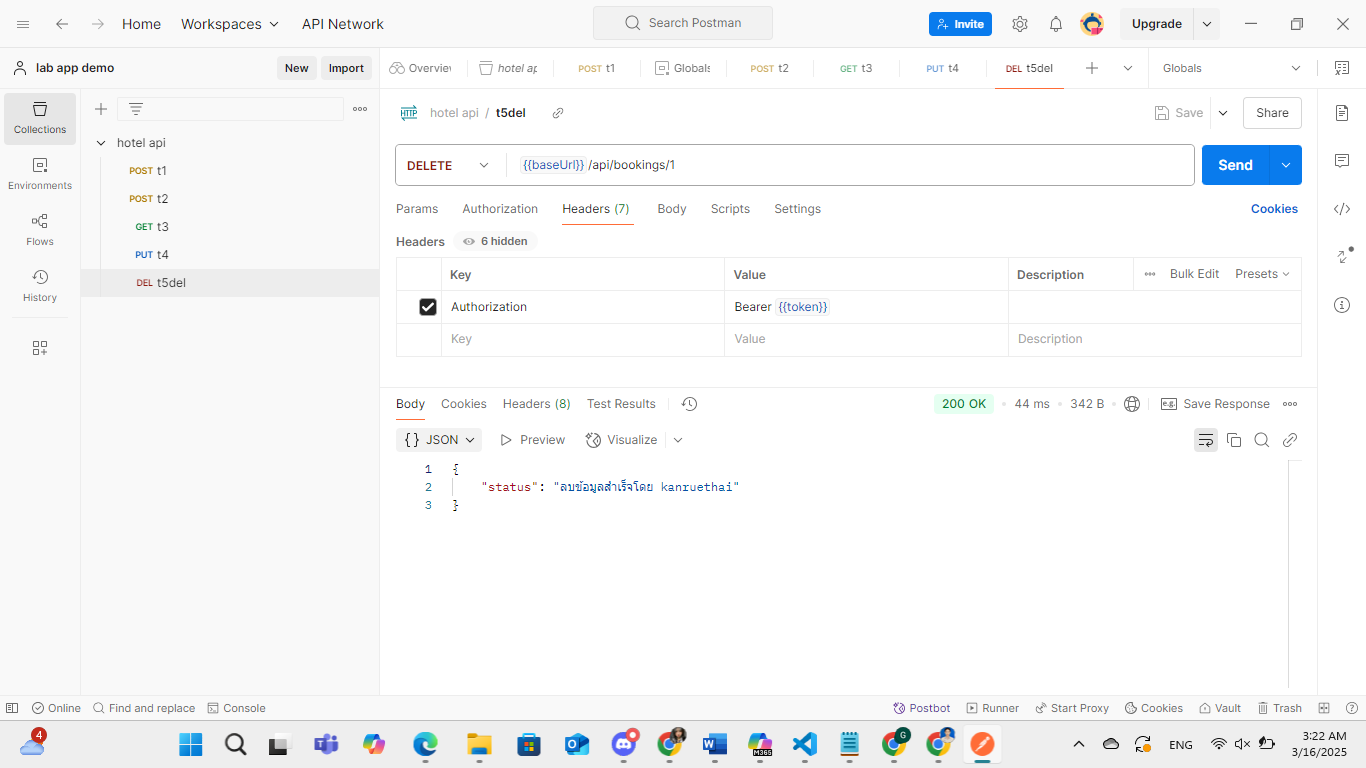 Home Workspaces API Network Search Postman Invite Upgrade
lab app demo New Import Overview hotel ap POST t1 Globals POST t2 GET t3 PUT t4 DEL t5del Globals
Collections
Environments
Flows
History
hotel api
POST t1
POST t2
GET t3
PUT t4
DEL t5del
HTTP hotel api / t5del Save Share
DELETE {{baseUrl}} /api/bookings/1 Send
Params Authorization Headers (7) Body Scripts Settings Cookies
Headers 6 hidden
Key Value Description Bulk Edit Presets
Authorization Bearer {{token}}
Key Value Description
Body Cookies Headers (8) Test Results 200 OK 44 ms 342 B e.g. Save Response
{} JSON Preview Visualize
1 {
2 "status": "ลบข้อมูลสำเร็จโดย kanruethai"
3 }
Online Find and replace Console Postbot Runner Start Proxy Cookies Vault Trash
4 M365 G ENG 3:22 AM
3/16/2025